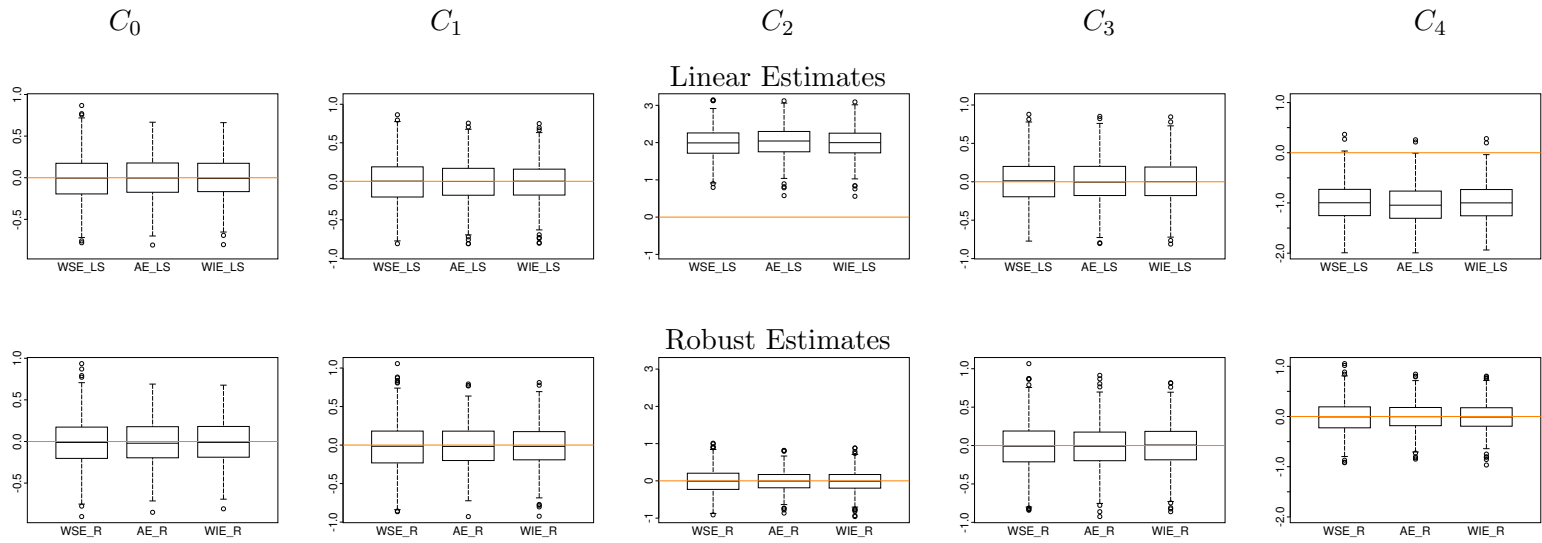 C₀ C₁ C₂ C₃ C₄
Linear Estimates
1.0 0.5 0.0 -0.5
WSE_LS AE_LS WIE_LS
1.0 0.5 0.0 -0.5 -1.0
WSE_LS AE_LS WIE_LS
3 2 1 0 -1
WSE_LS AE_LS WIE_LS
1.0 0.5 0.0 -0.5 -1.0
WSE_LS AE_LS WIE_LS
1.0 0.0 -1.0 -2.0
WSE_LS AE_LS WIE_LS
Robust Estimates
1.0 0.5 0.0 -0.5
WSE_R AE_R WIE_R
1.0 0.5 0.0 -0.5 -1.0
WSE_R AE_R WIE_R
3 2 1 0 -1
WSE_R AE_R WIE_R
1.0 0.5 0.0 -0.5 -1.0
WSE_R AE_R WIE_R
1.0 0.0 -1.0 -2.0
WSE_R AE_R WIE_R